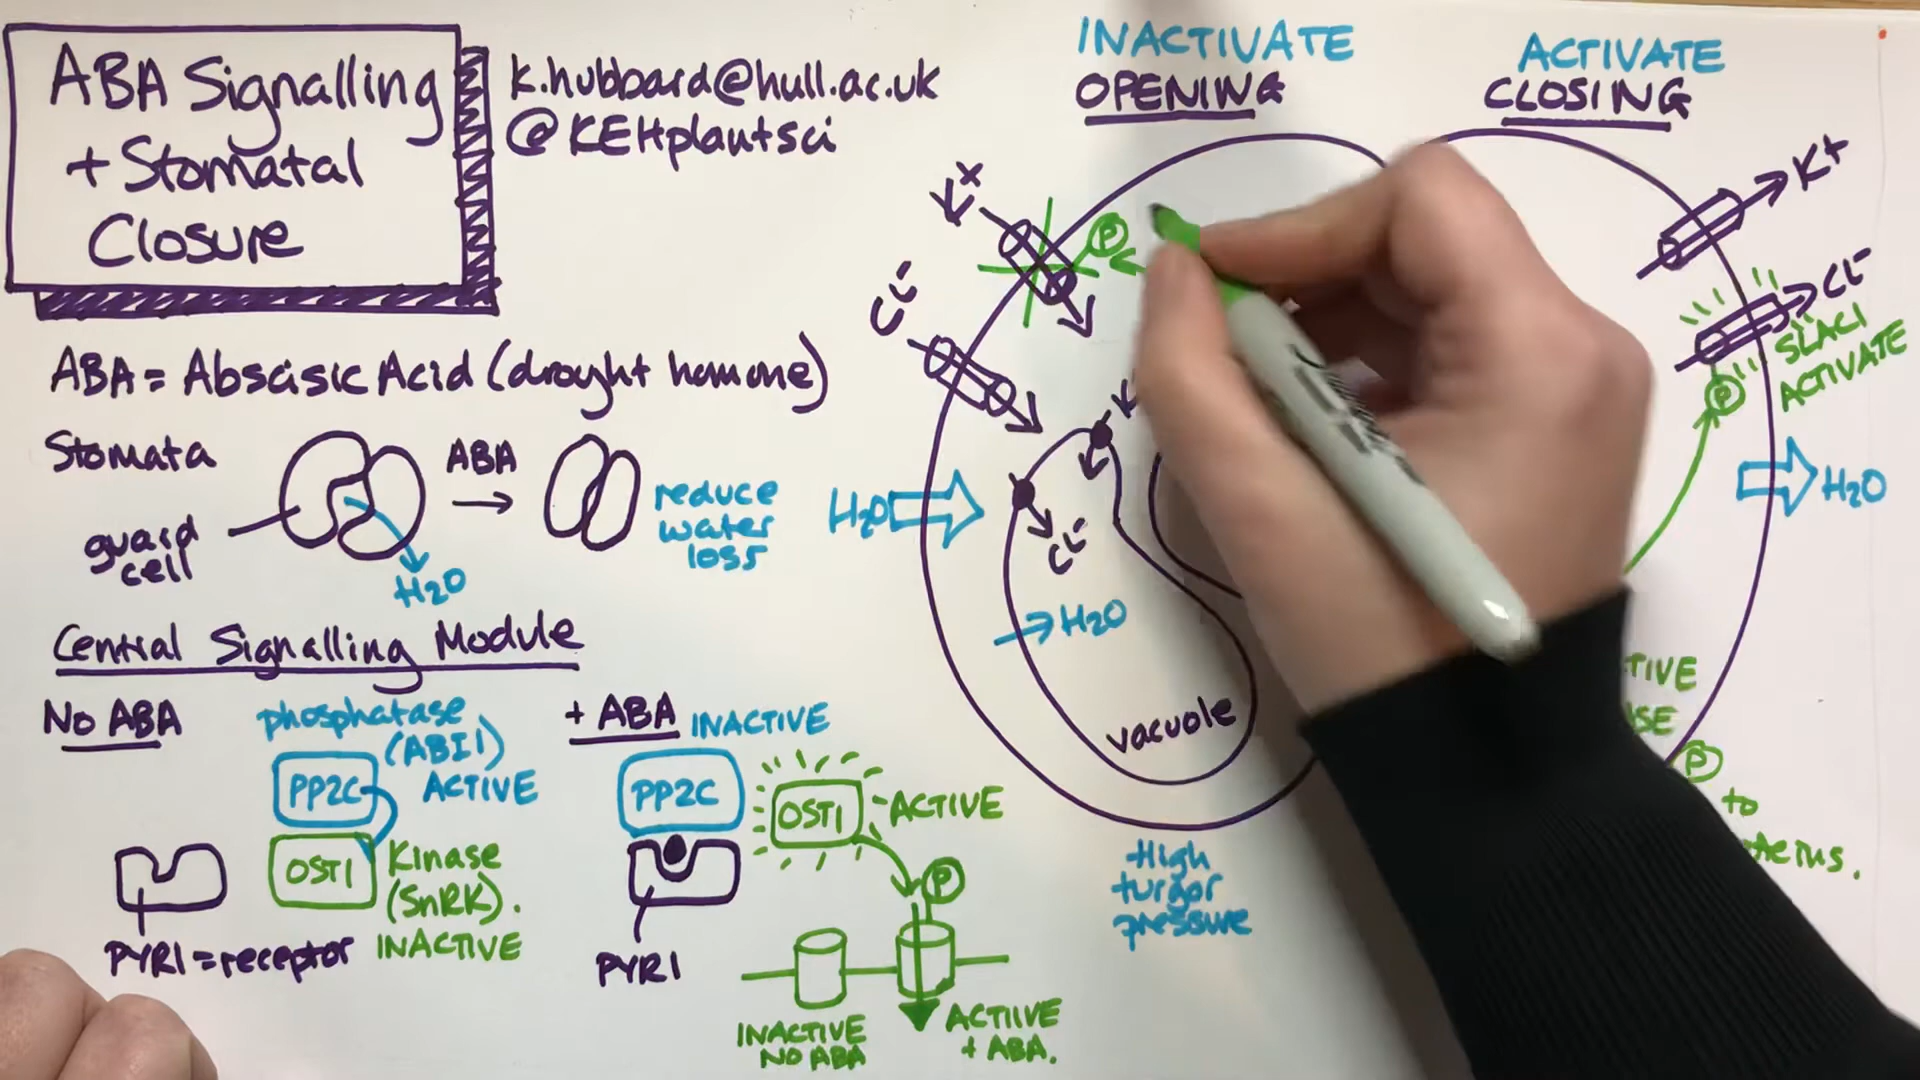 ABA Signalling
+ Stomatal
Closure
k.hubbard@hull.ac.uk
@KEHplantsci
ABA = Abscisic Acid (drought hormone)
Stomata
guard
cell
H2O
ABA
reduce
water
loss
Central Signalling Module
No ABA
phosphatase
(ABI1)
ACTIVE
PP2C
OST1
Kinase
(SnRK).
INACTIVE
PYR1 = receptor
+ ABA
INACTIVE
PP2C
OST1
ACTIVE
P
PYR1
INACTIVE
NO ABA
ACTIVE
+ ABA.
INACTIVATE
OPENING
P
Cl-
H2O
Cl-
H2O
vacuole
High
turgor
pressure
ACTIVATE
CLOSING
K+
Cl-
SLAC1
ACTIVATE
P
H2O
P
to